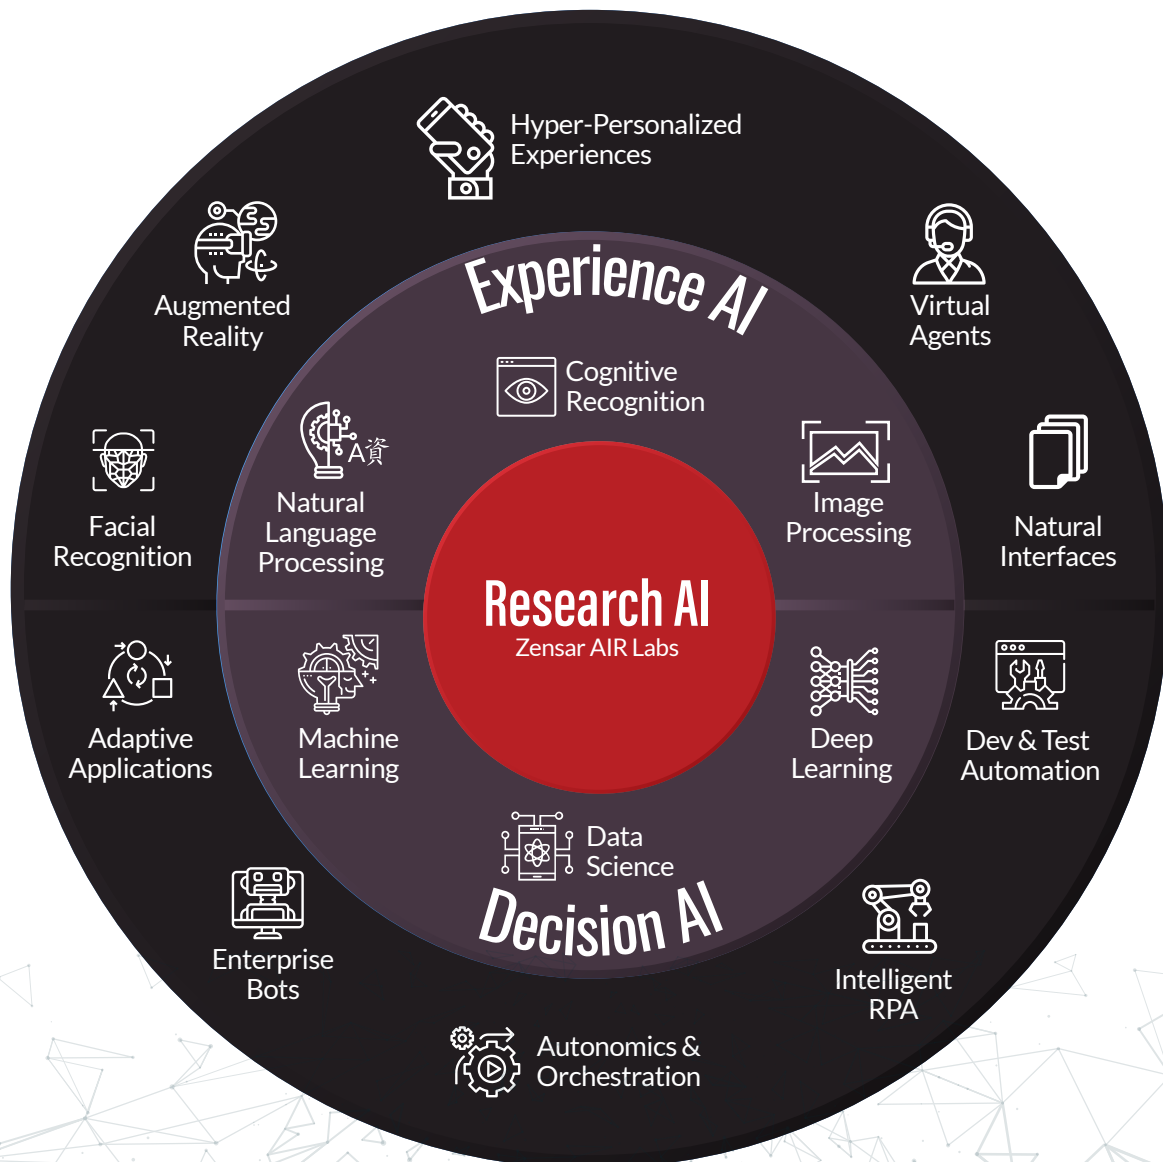 Hyper-Personalized
Experiences
Augmented
Reality
Virtual
Agents
Experience AI
Cognitive
Recognition
A資
Facial
Recognition
Natural
Language
Processing
Image
Processing
Natural
Interfaces
Research AI
Zensar AIR Labs
Adaptive
Applications
Machine
Learning
Deep
Learning
Dev & Test
Automation
Data
Science
Decision AI
Enterprise
Bots
Intelligent
RPA
Autonomics &
Orchestration